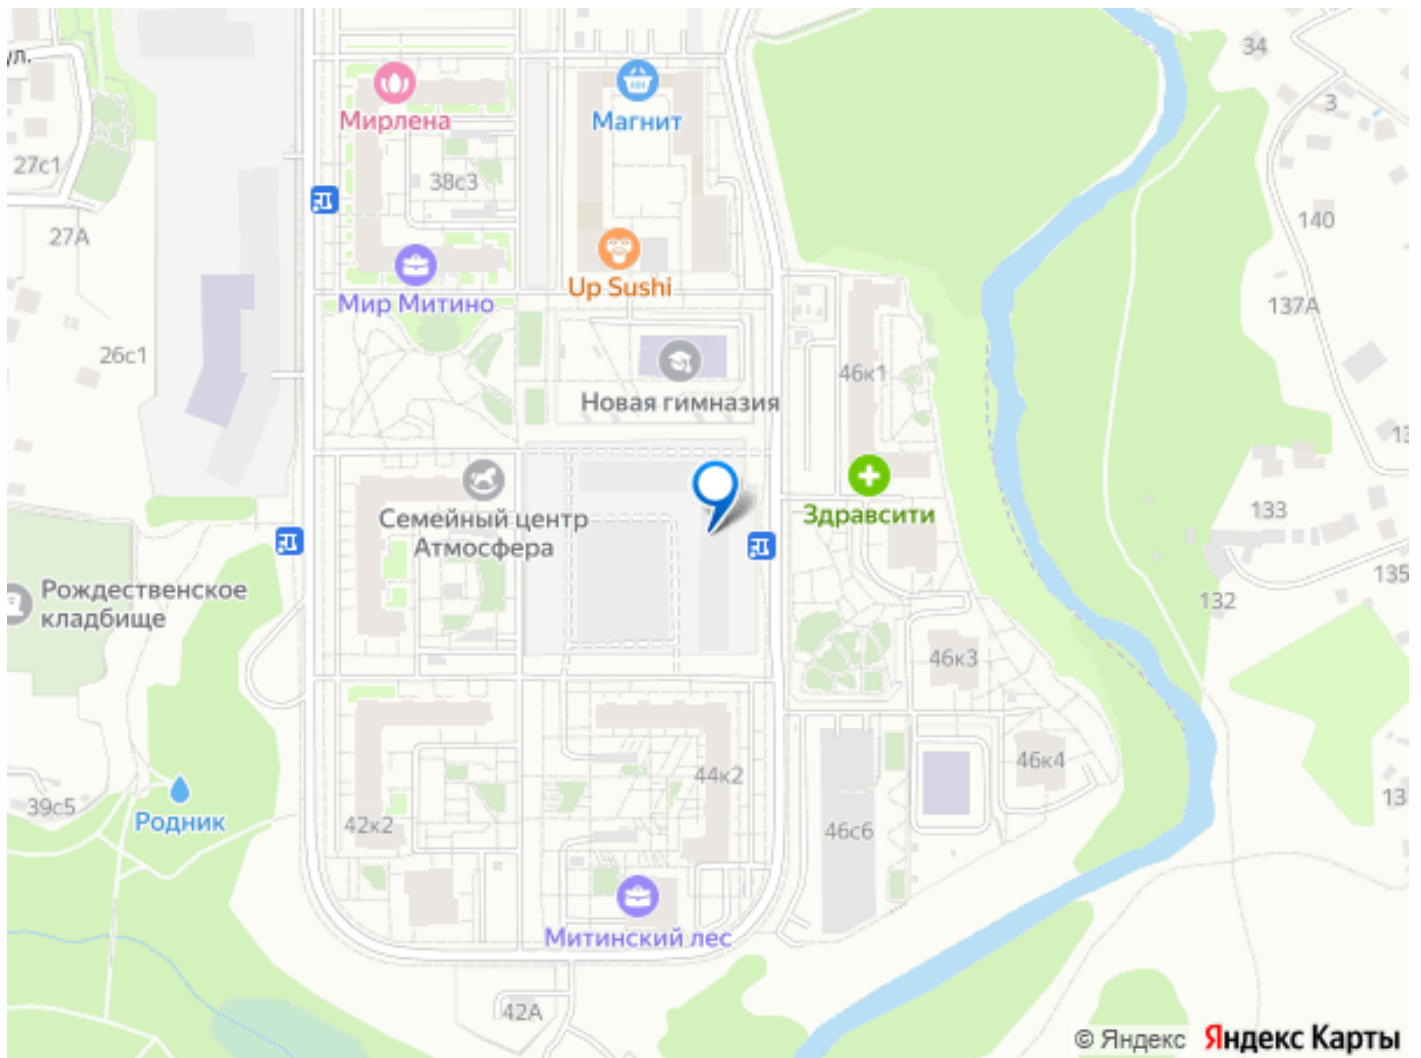 ул.
34
3
Мирлена
Магнит
27с1
38с3
27А
140
Up Sushi
Мир Митино
137А
26с1
46к1
Новая гимназия
13
Семейный центр
Атмосфера
Здравсити
133
Рождественское
кладбище
135
132
46к3
44к2
46к4
39с5
Родник
42к2
46с6
13
Митинский лес
42А
© Яндекс Яндекс Карты